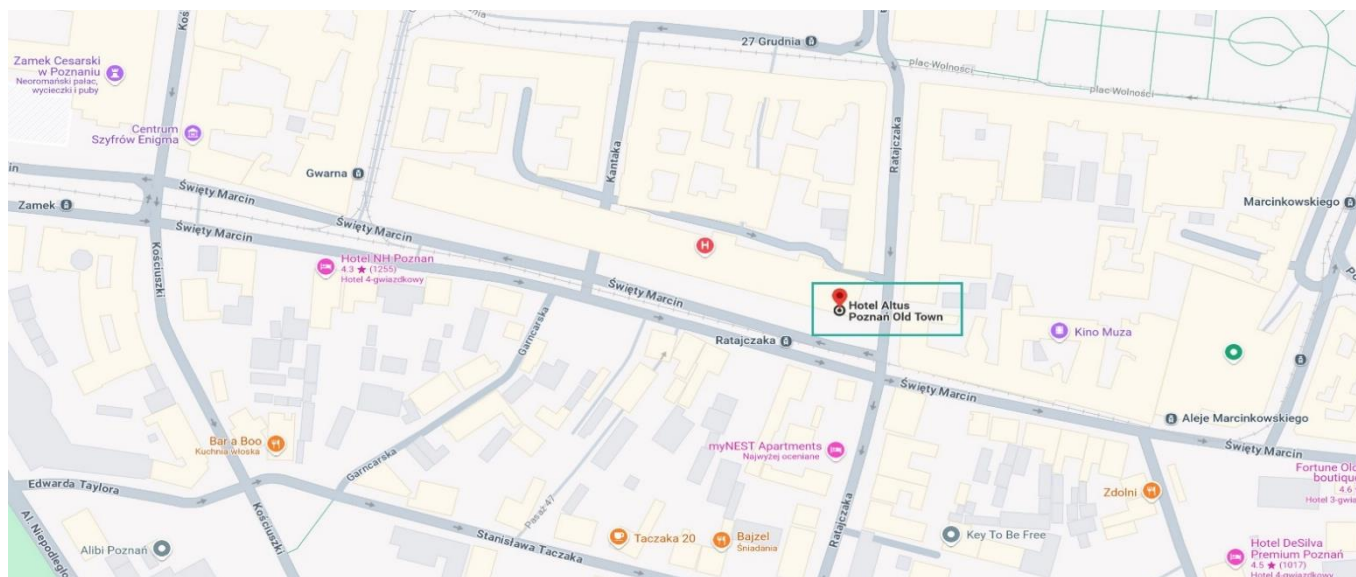 27 Grudnia
plac Wolności
plac Wolności
Zamek Cesarski
w Poznaniu
Neoromański pałac,
wycieczki i puby
Centrum
Szyfrów Enigma
Gwarna
Kantaka
Ratajczaka
Marcinkowskiego
in
Zamek
Święty Marcin
Święty Marcin
Święty Marcin
Kościuszki
H
Hotel NH Poznan
4.3 ★ (1255)
Hotel 4-gwiazdkowy
Święty Marcin
Hotel Altus
Poznań Old Town
Kino Muza
Ratajczaka
Garncarska
Święty Marcin
Aleje Marcinkowskiego
Święty Marcin
Bar a Boo
Kuchnia włoska
myNEST Apartments
Najwyżej oceniane
Garncarska
Fortune Old
boutique
4.6
Hotel 3-gwia
Edwarda Taylora
Kościuszki
Pasaż 47
Ratajczaka
Zdolni
Al. Niepodległo
Alibi Poznań
Stanisława Taczaka
Taczaka 20
Bajzel
Śniadania
Key To Be Free
Hotel DeSilva
Premium Poznań
4.5 ★ (1017)
Hotel 4-gwiazdkowy